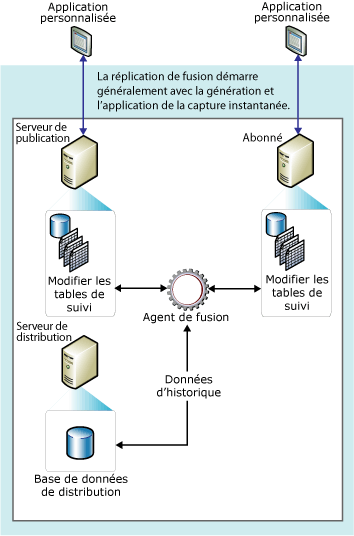 Application
personnalisée
Application
personnalisée
La réplication de fusion démarre
généralement avec la génération et
l'application de la capture instantanée.
Serveur de
publication
Abonné
Modifier les
tables de
suivi
Modifier les
tables de
suivi
Agent de fusion
Serveur de
distribution
Données
d'historique
Base de données
de distribution